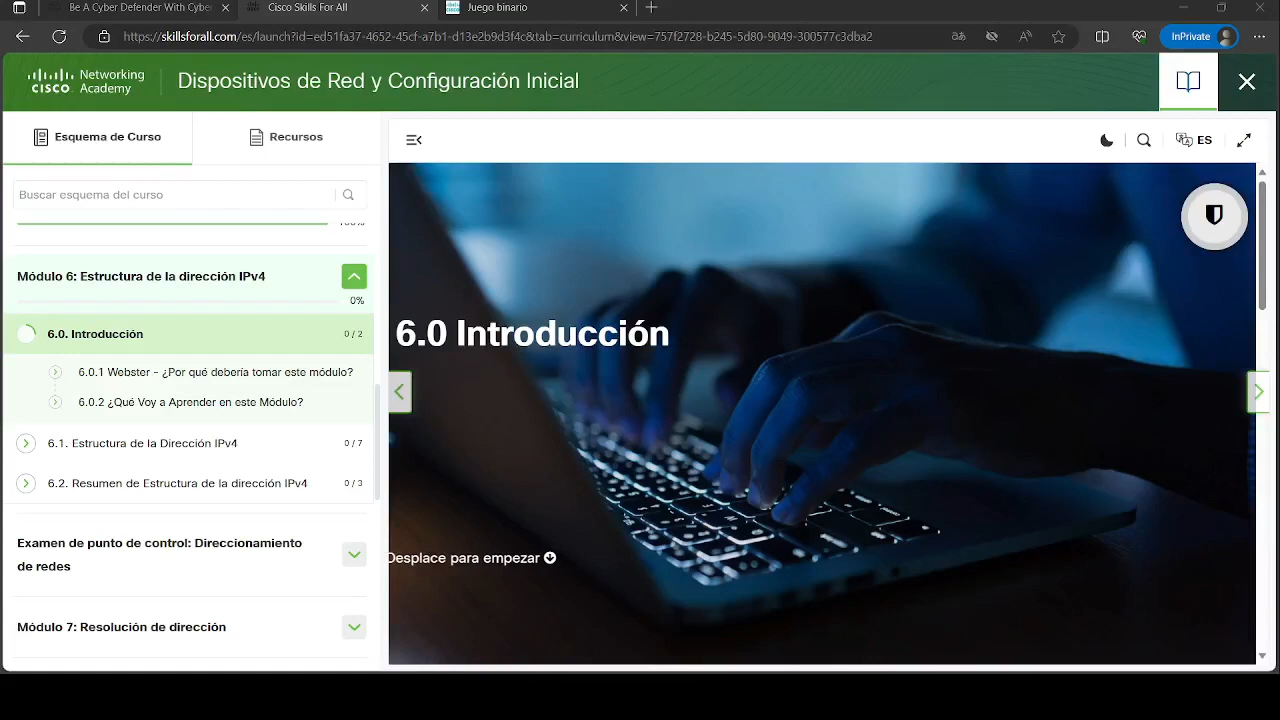 Be A Cyber Defender With Cyber
Cisco Skills For All
Juego binario
https://skillsforall.com/es/launch?id=ed51fa37-4652-45cf-a7b1-d13e2b9d3f4c&tab=curriculum&view=757f2728-b245-5d80-9049-300577c3dba2
InPrivate
CISCO
Networking
Academy
Dispositivos de Red y Configuración Inicial
Esquema de Curso
Recursos
ES
Buscar esquema del curso
100%
Módulo 6: Estructura de la dirección IPv4
0%
6.0. Introducción 0 / 2
6.0.1 Webster - ¿Por qué debería tomar este módulo?
6.0.2 ¿Qué Voy a Aprender en este Módulo?
6.1. Estructura de la Dirección IPv4 0 / 7
6.2. Resumen de Estructura de la dirección IPv4 0 / 3
Examen de punto de control: Direccionamiento
de redes
Módulo 7: Resolución de dirección
6.0 Introducción
Desplace para empezar